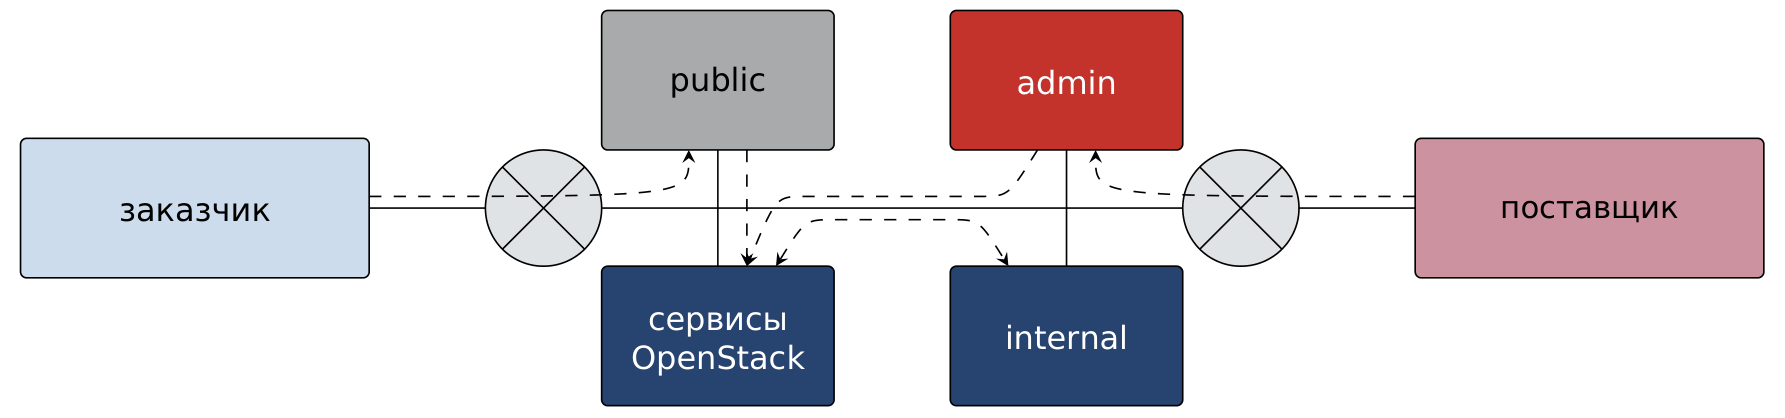 public
admin
заказчик
поставщик
сервисы
OpenStack
internal